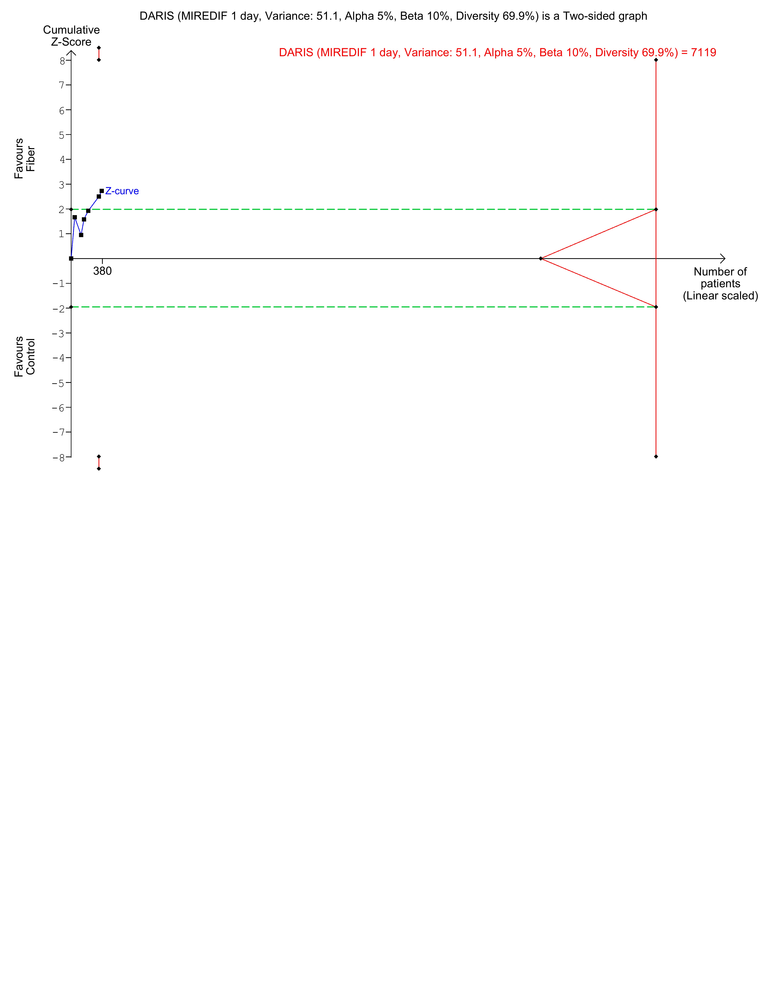 DARIS (MIREDIF 1 day, Variance: 51.1, Alpha 5%, Beta 10%, Diversity 69.9%) is a Two-sided graph
Cumulative
Z-Score
DARIS (MIREDIF 1 day, Variance: 51.1, Alpha 5%, Beta 10%, Diversity 69.9%) = 7119
8
7
6
5
4
3
2
1
-1
-2
-3
-4
-5
-6
-7
-8
Favours
Fiber
Z-curve
380
Number of
patients
(Linear scaled)
Favours
Control